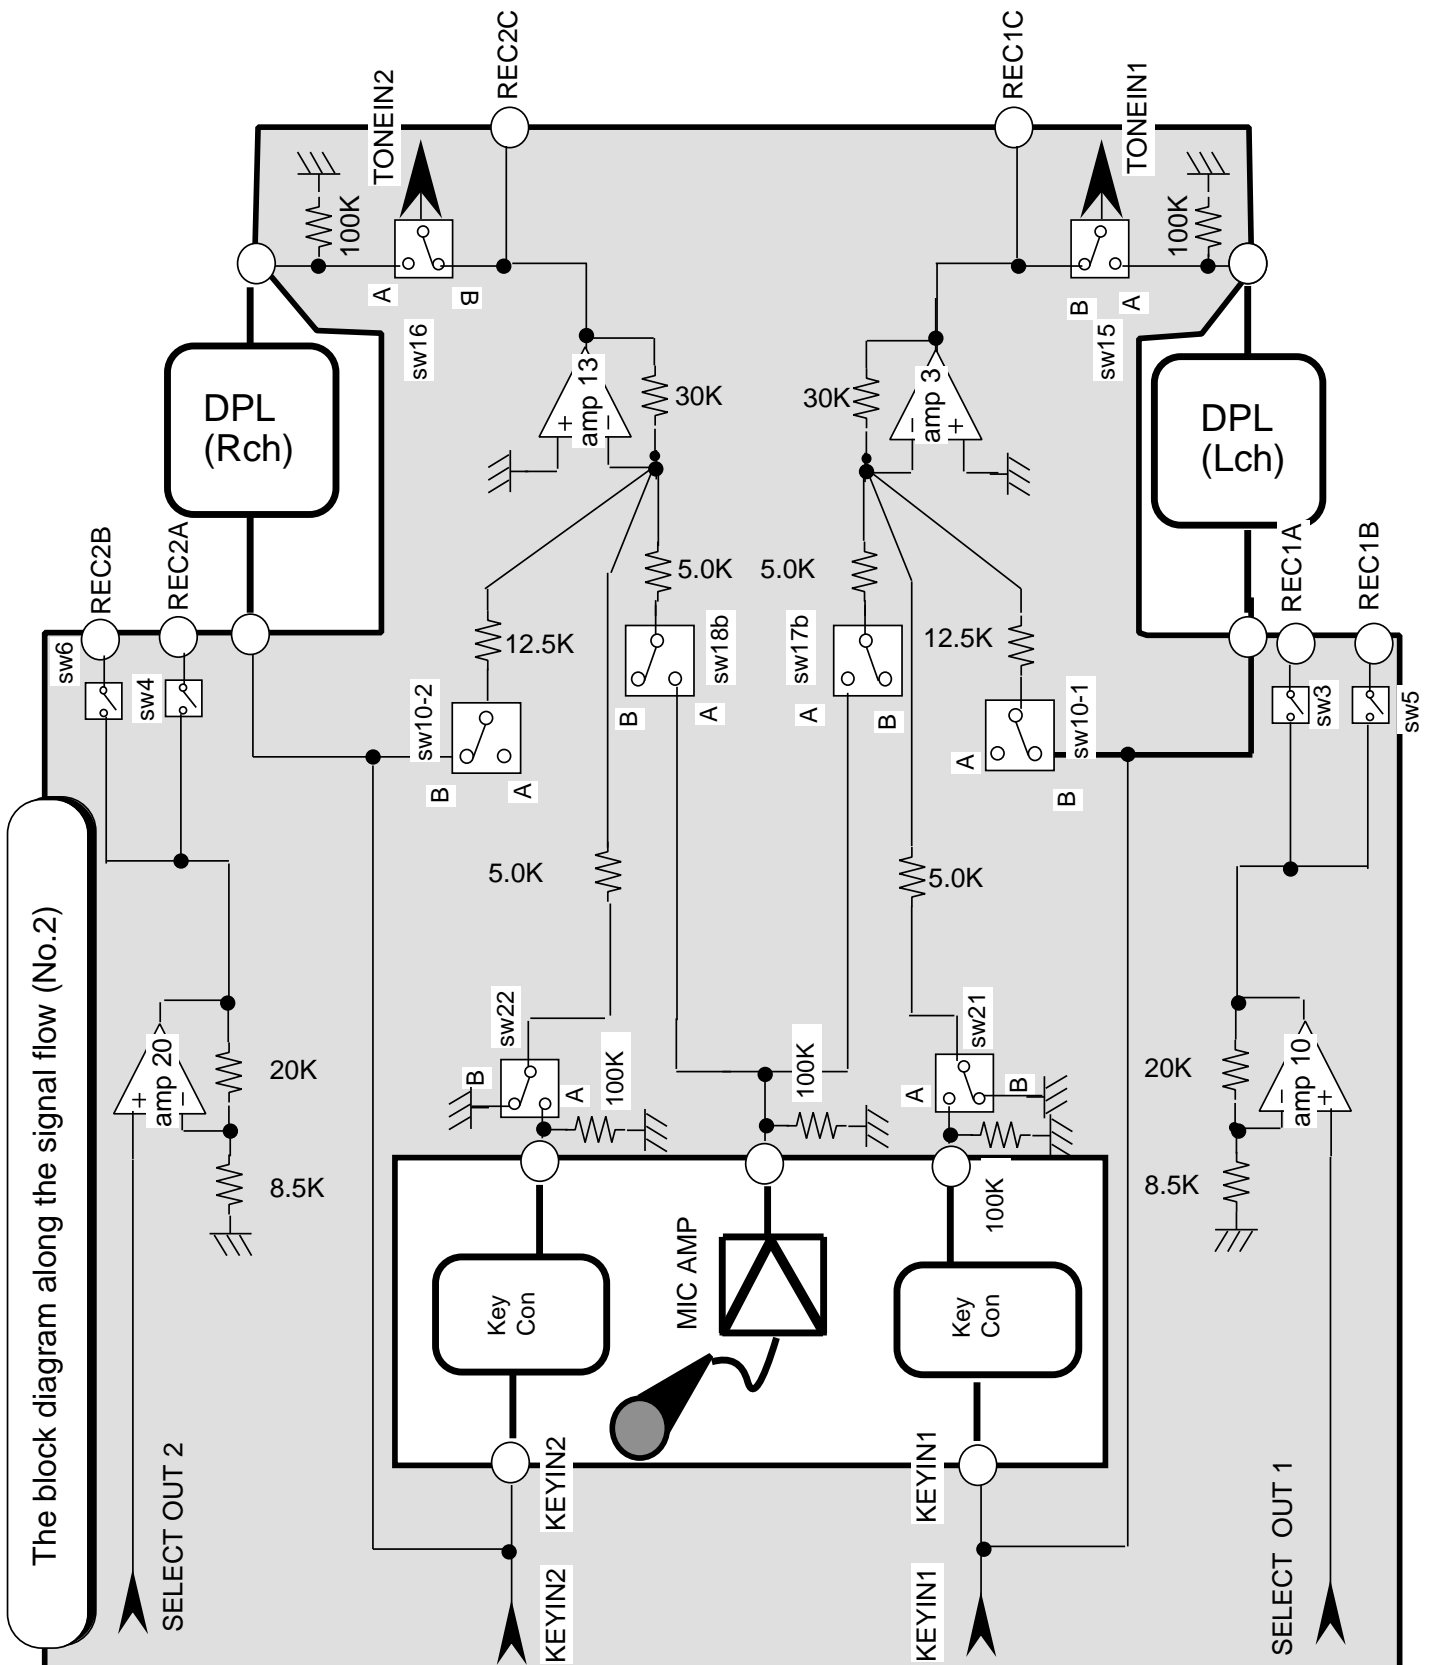 The block diagram along the signal flow (No.2)
REC2C
REC1C
TONEIN2
TONEIN1
100K
100K
A
B
B
A
sw16
sw15
DPL
(Rch)
amp 13
+
–
30K
30K
amp 3
–
+
DPL
(Lch)
REC2B
REC2A
REC1A
REC1B
5.0K
5.0K
sw6
sw4
12.5K
sw18b
sw17b
12.5K
sw3
sw5
sw10-2
B
A
A
B
sw10-1
B
A
A
B
5.0K
5.0K
sw22
sw21
amp 20
+
–
20K
B
A
100K
100K
A
B
20K
amp 10
–
+
8.5K
8.5K
100K
MIC AMP
Key
Con
Key
Con
KEYIN2
KEYIN1
SELECT OUT 2
SELECT OUT 1
KEYIN2
KEYIN1